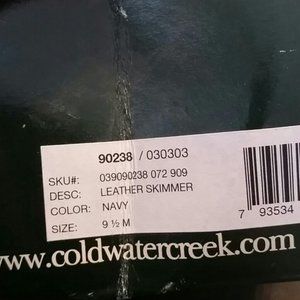 90238 / 030303
SKU#: 039090238 072 909
DESC: LEATHER SKIMMER
COLOR: NAVY
SIZE: 9 ½ M
7 93534
www.coldwatercreek.com